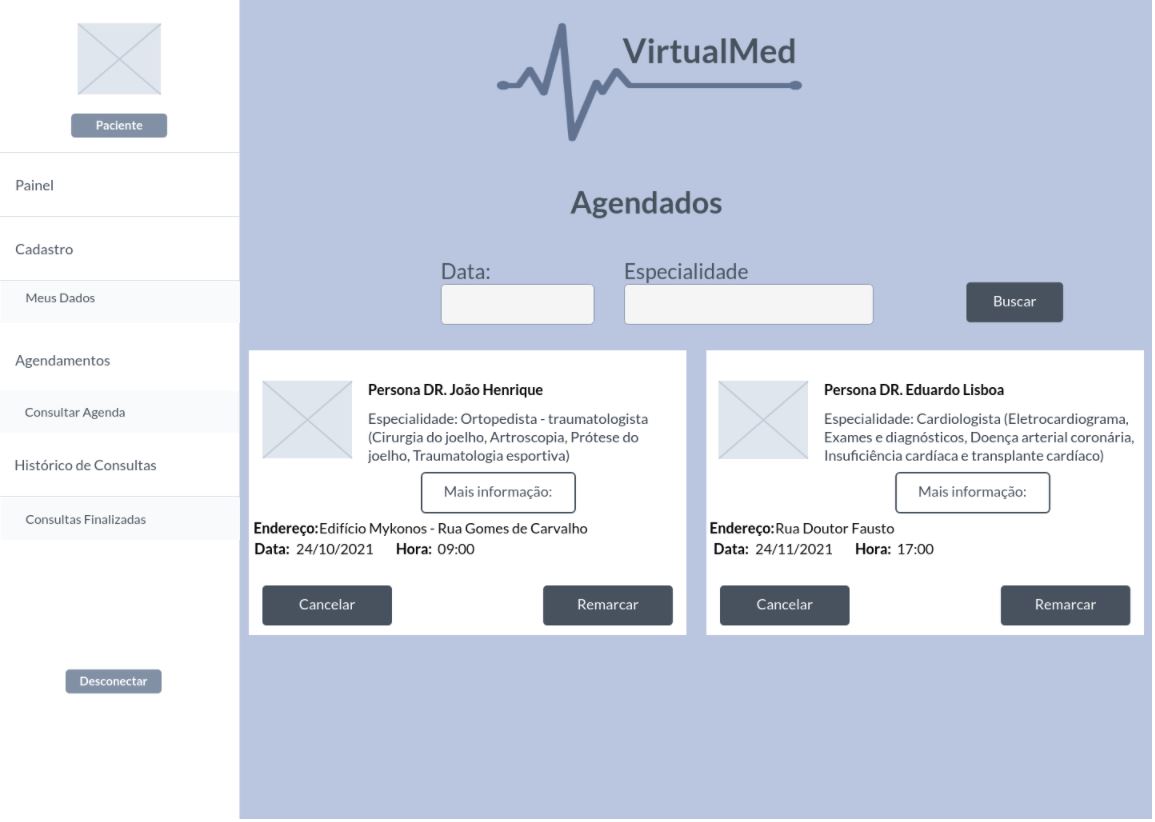 Paciente
Painel
Cadastro
Meus Dados
Agendamentos
Consultar Agenda
Histórico de Consultas
Consultas Finalizadas
Desconectar
VirtualMed
Agendados
Data:
Especialidade
Buscar
Persona DR. João Henrique
Especialidade: Ortopedista - traumatologista
(Cirurgia do joelho, Artroscopia, Prótese do
joelho, Traumatologia esportiva)
Mais informação:
Endereço:Edifício Mykonos - Rua Gomes de Carvalho
Data: 24/10/2021 Hora: 09:00
Cancelar
Remarcar
Persona DR. Eduardo Lisboa
Especialidade: Cardiologista (Eletrocardiograma,
Exames e diagnósticos, Doença arterial coronária,
Insuficiência cardíaca e transplante cardíaco)
Mais informação:
Endereço:Rua Doutor Fausto
Data: 24/11/2021 Hora: 17:00
Cancelar
Remarcar